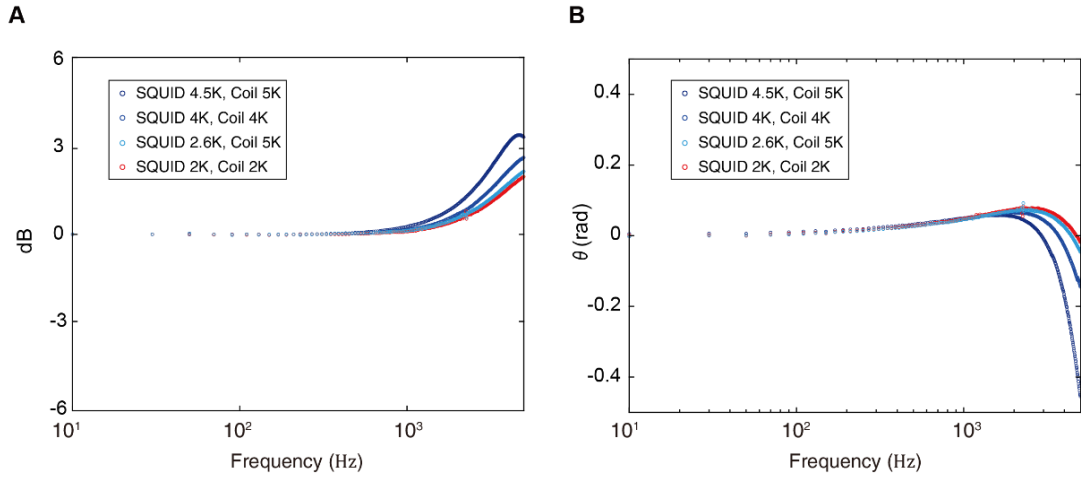 A
6
3
0
-3
-6
dB
SQUID 4.5K, Coil 5K
SQUID 4K, Coil 4K
SQUID 2.6K, Coil 5K
SQUID 2K, Coil 2K
10¹
10²
10³
Frequency (Hz)
B
0.4
0.2
0
-0.2
-0.4
θ (rad)
SQUID 4.5K, Coil 5K
SQUID 4K, Coil 4K
SQUID 2.6K, Coil 5K
SQUID 2K, Coil 2K
10¹
10²
10³
Frequency (Hz)